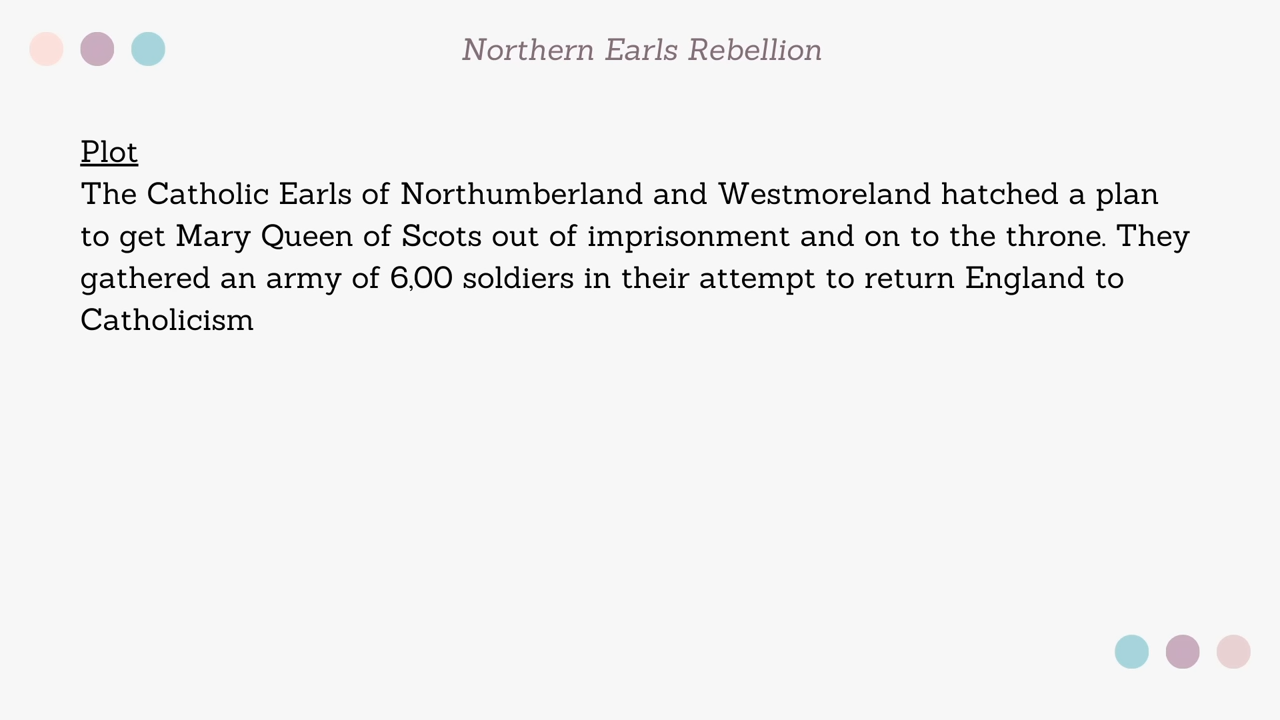 Northern Earls Rebellion
Plot
The Catholic Earls of Northumberland and Westmoreland hatched a plan
to get Mary Queen of Scots out of imprisonment and on to the throne. They
gathered an army of 6,00 soldiers in their attempt to return England to
Catholicism